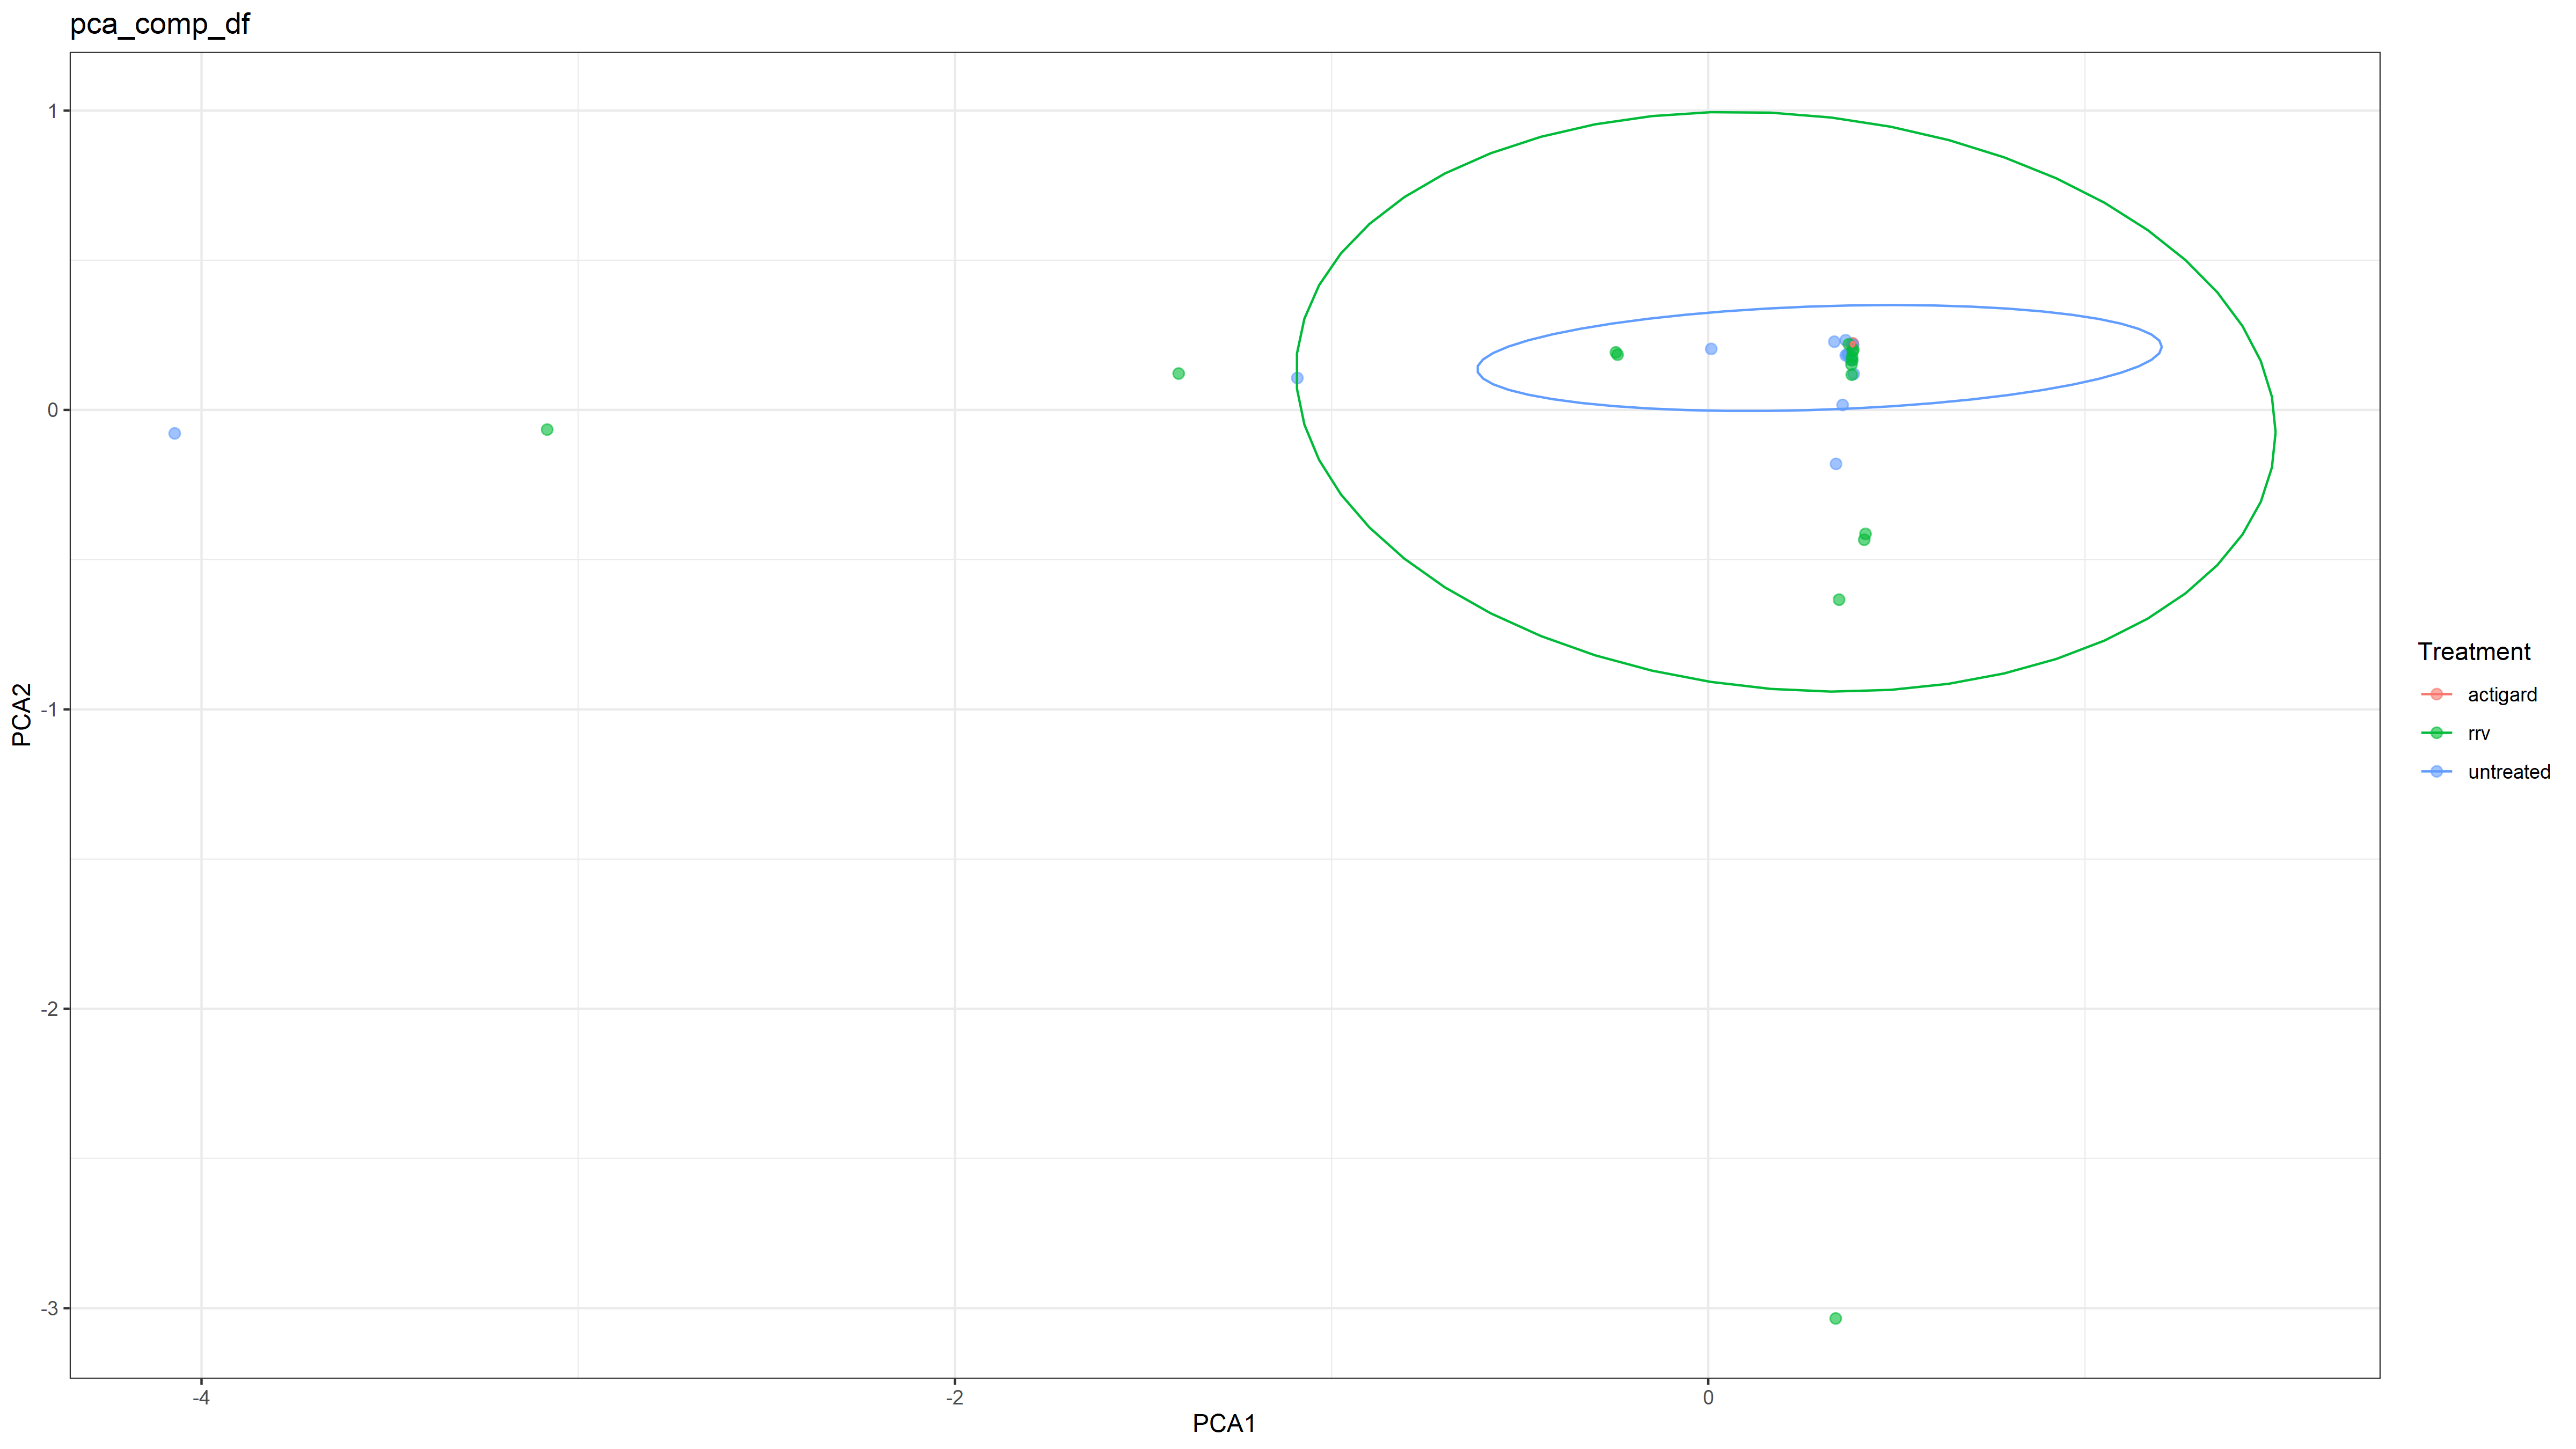 pca_comp_df
1
0
-1
-2
-3
PCA2
-4
-2
0
PCA1
Treatment
actigard
rrv
untreated